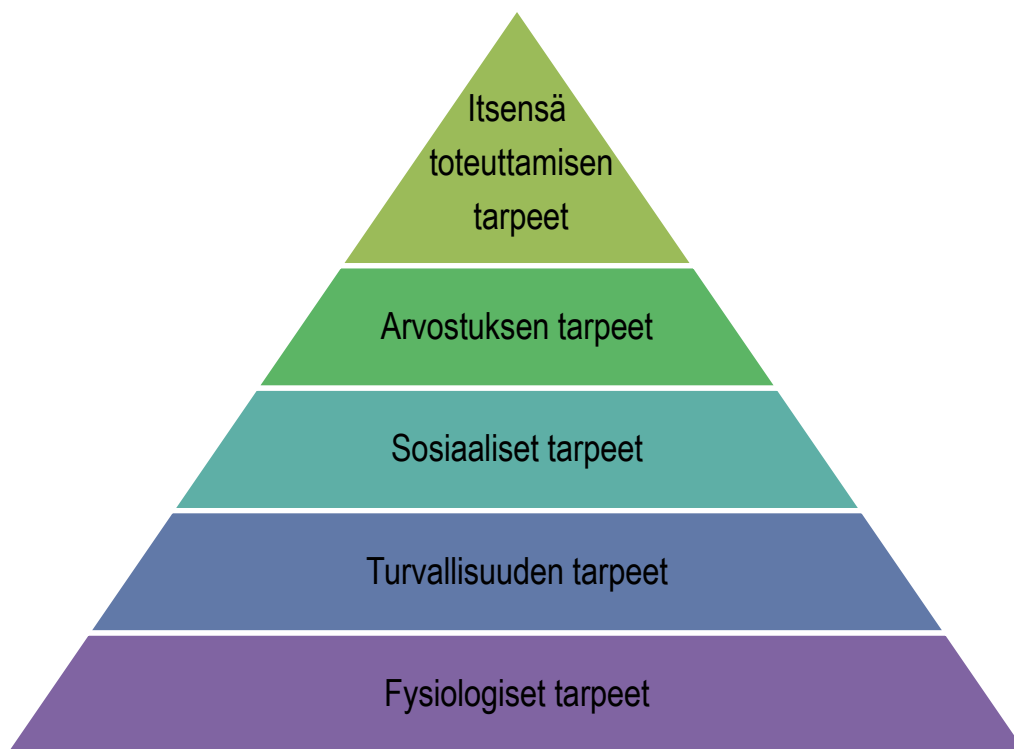 Itsensä
toteuttamisen
tarpeet
Arvostuksen tarpeet
Sosiaaliset tarpeet
Turvallisuuden tarpeet
Fysiologiset tarpeet